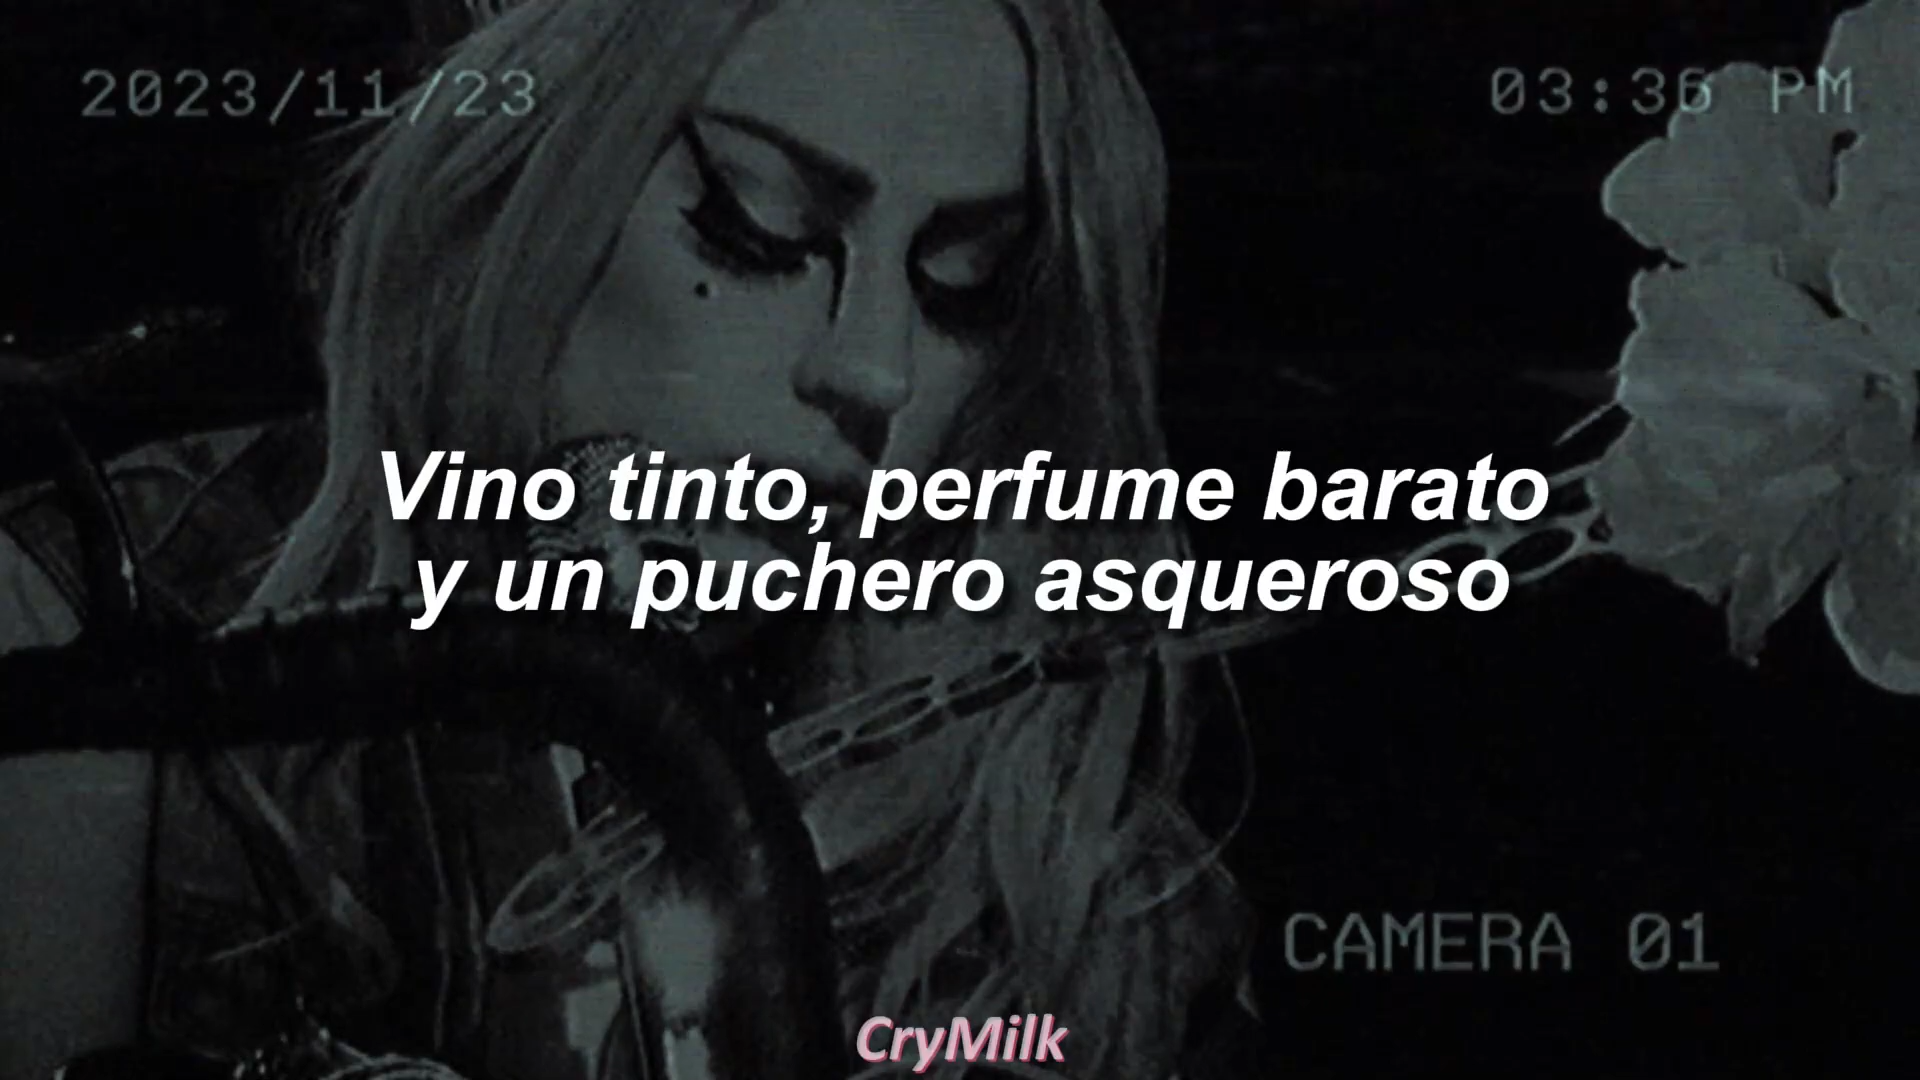 2023/11/23
03:36 PM
Vino tinto, perfume barato
y un puchero asqueroso
CAMERA 01
CryMilk